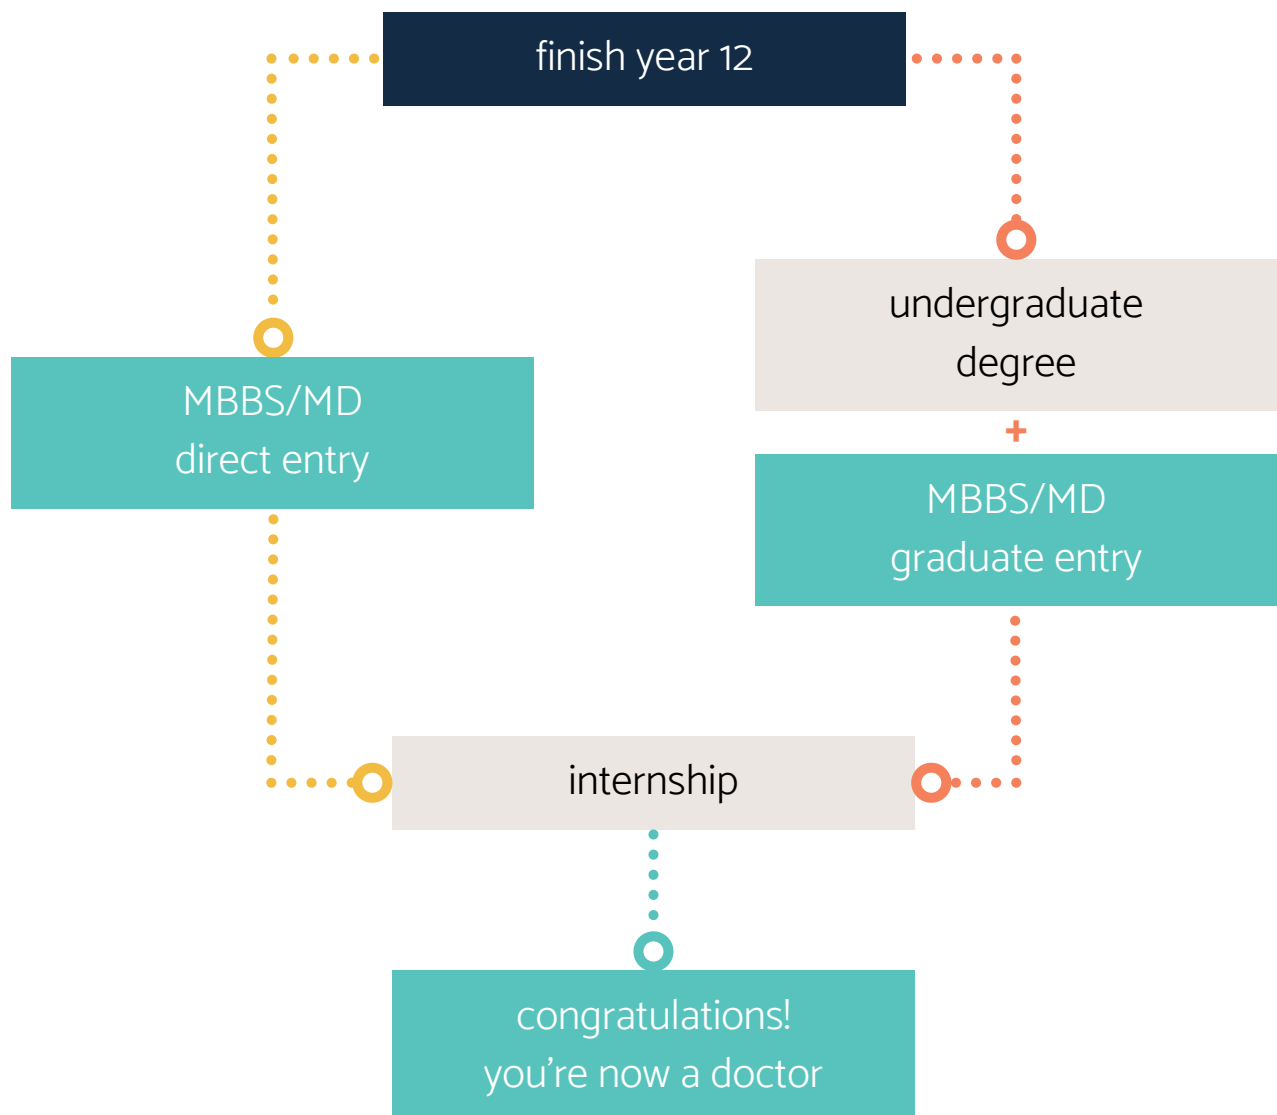 finish year 12
undergraduate
degree
MBBS/MD
direct entry
+
MBBS/MD
graduate entry
internship
congratulations!
you're now a doctor